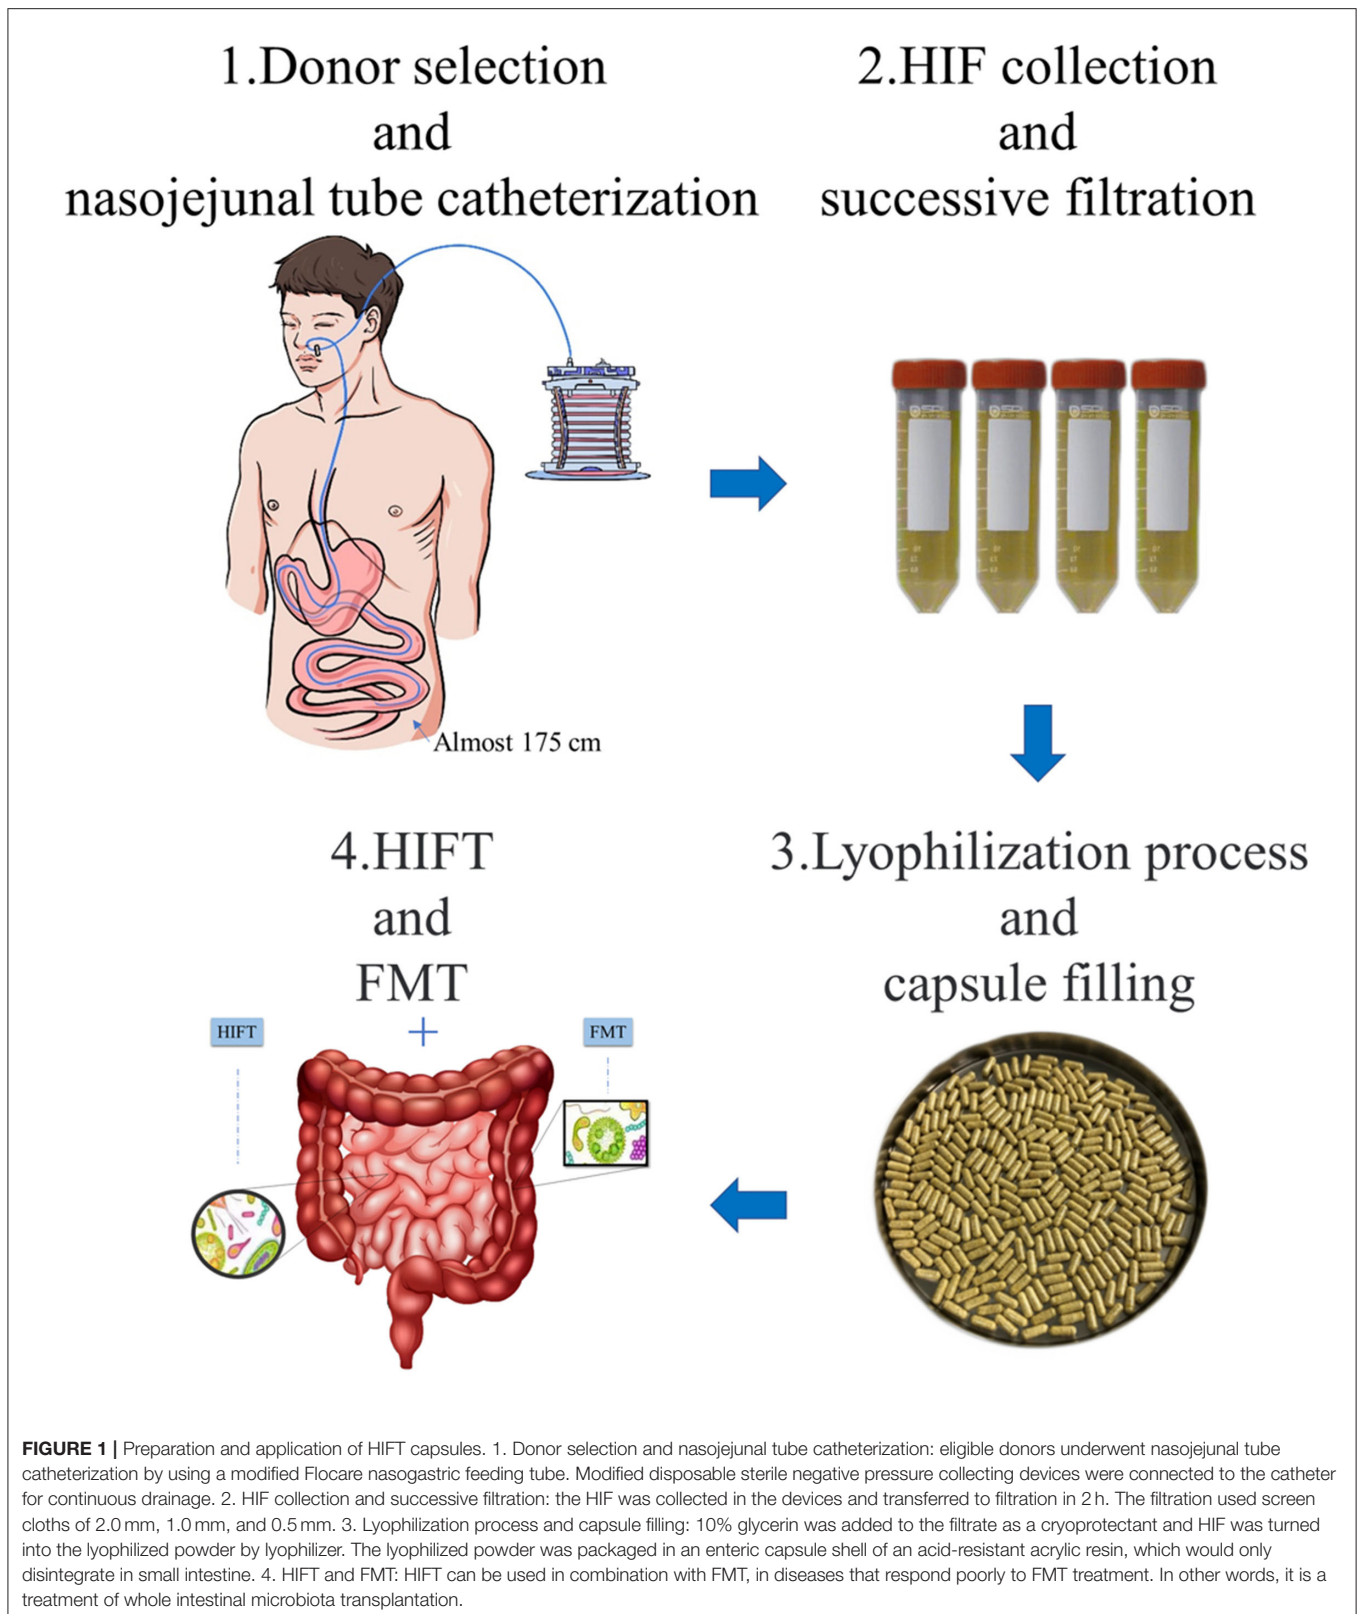 1.Donor selection
and
nasojejunal tube catheterization
2.HIF collection
and
successive filtration
Almost 175 cm
4.HIFT
and
FMT
3.Lyophilization process
and
capsule filling
HIFT
+
FMT
FIGURE 1 | Preparation and application of HIFT capsules. 1. Donor selection and nasojejunal tube catheterization: eligible donors underwent nasojejunal tube
catheterization by using a modified Flocare nasogastric feeding tube. Modified disposable sterile negative pressure collecting devices were connected to the catheter
for continuous drainage. 2. HIF collection and successive filtration: the HIF was collected in the devices and transferred to filtration in 2 h. The filtration used screen
cloths of 2.0 mm, 1.0 mm, and 0.5 mm. 3. Lyophilization process and capsule filling: 10% glycerin was added to the filtrate as a cryoprotectant and HIF was turned
into the lyophilized powder by lyophilizer. The lyophilized powder was packaged in an enteric capsule shell of an acid-resistant acrylic resin, which would only
disintegrate in small intestine. 4. HIFT and FMT: HIFT can be used in combination with FMT, in diseases that respond poorly to FMT treatment. In other words, it is a
treatment of whole intestinal microbiota transplantation.